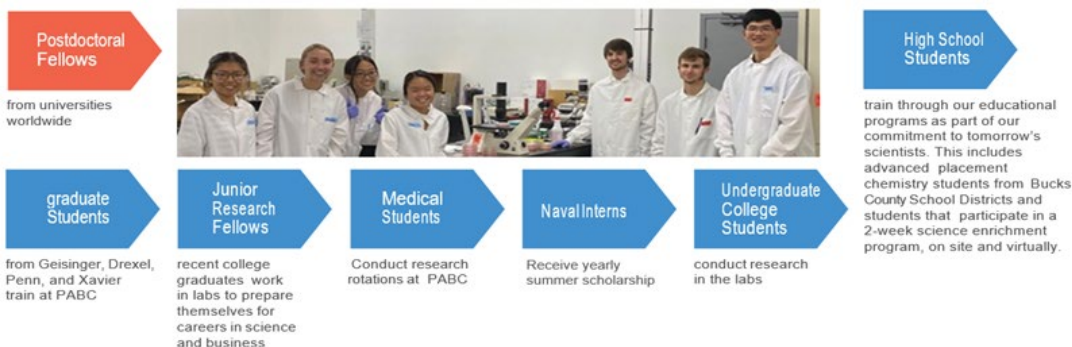 Postdoctoral
Fellows
from universities
worldwide
High School
Students
train through our educational
programs as part of our
commitment to tomorrow's
scientists. This includes
advanced placement
chemistry students from Bucks
County School Districts and
students that participate in a
2-week science enrichment
program, on site and virtually.
graduate
Students
from Geisinger, Drexel,
Penn, and Xavier
train at PABC
Junior
Research
Fellows
recent college
graduates work
in labs to prepare
themselves for
careers in science
and business
Medical
Students
Conduct research
rotations at PABC
Naval Interns
Receive yearly
summer scholarship
Undergraduate
College
Students
conduct research
in the labs